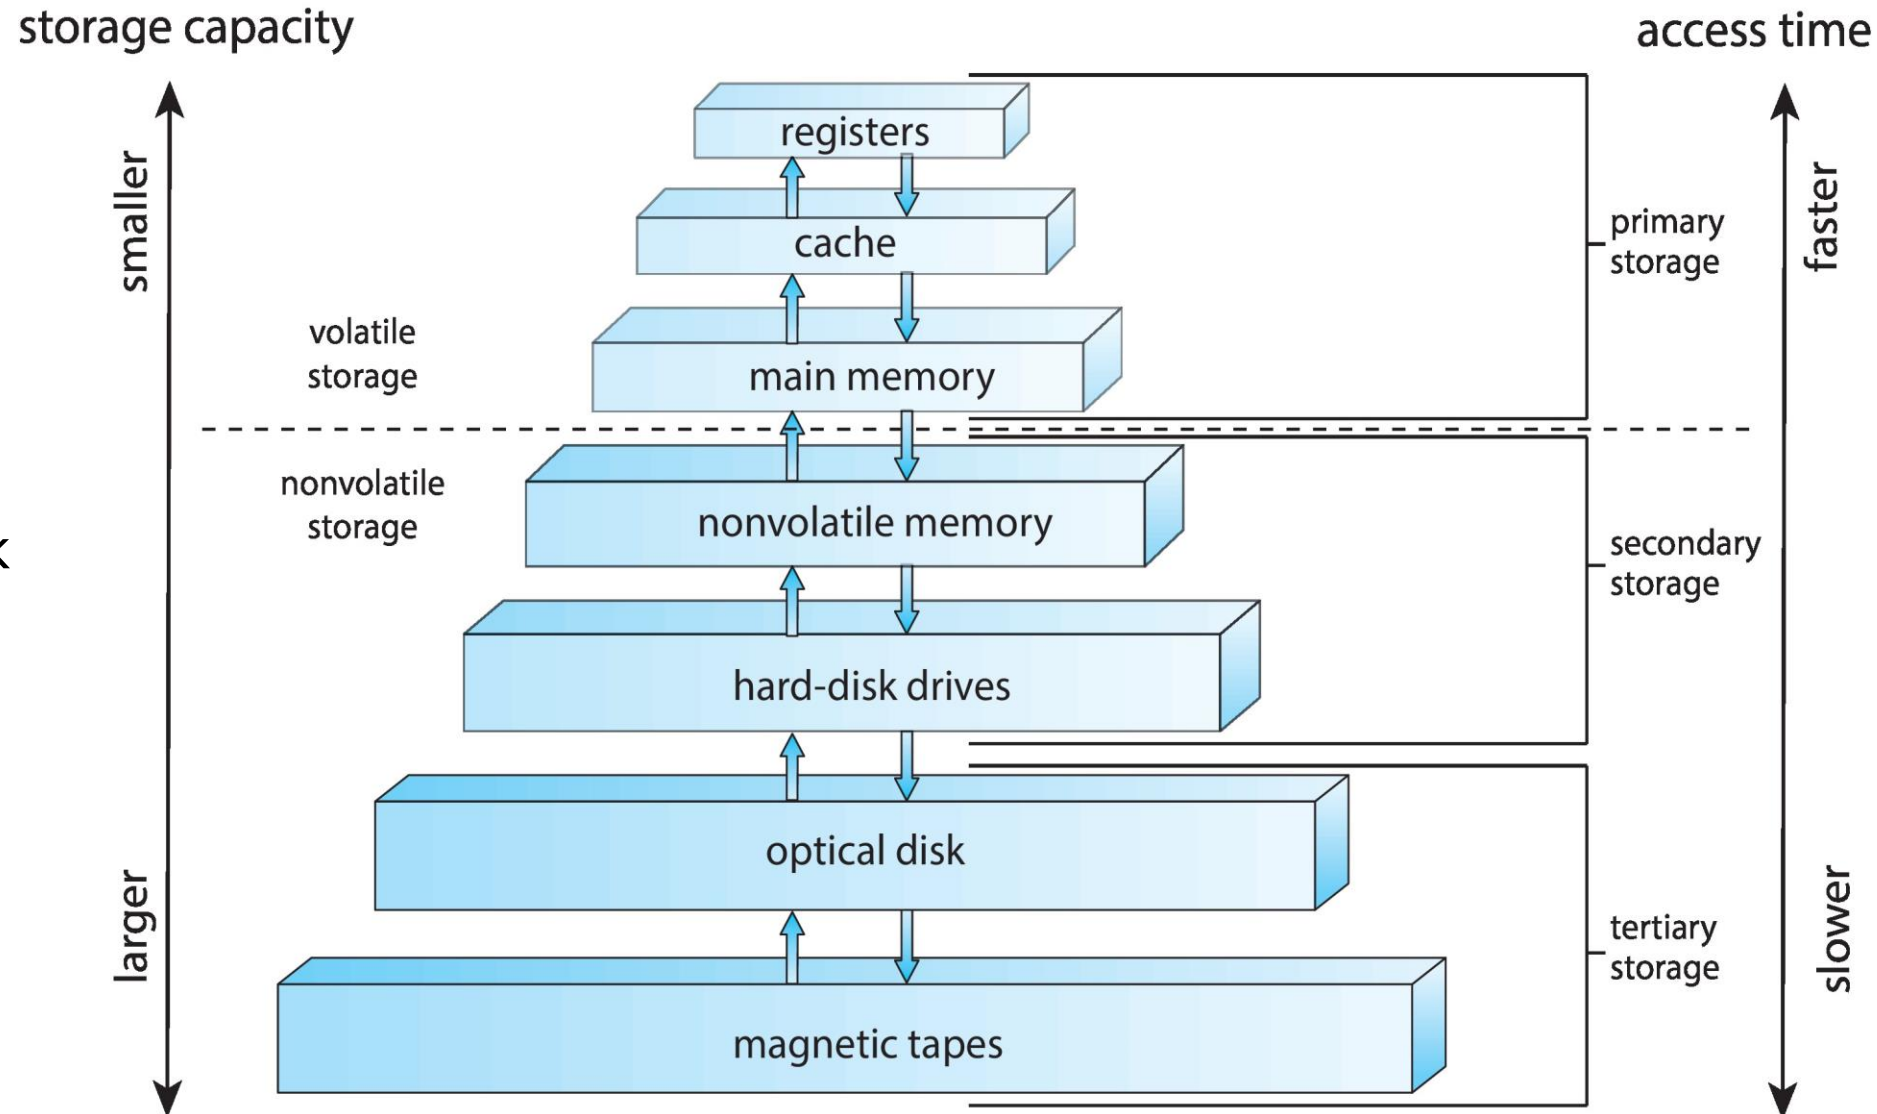 storage capacity
access time
smaller
faster
registers
cache
primary
storage
volatile
storage
main memory
nonvolatile
storage
nonvolatile memory
k
secondary
storage
hard-disk drives
optical disk
larger
slower
tertiary
storage
magnetic tapes